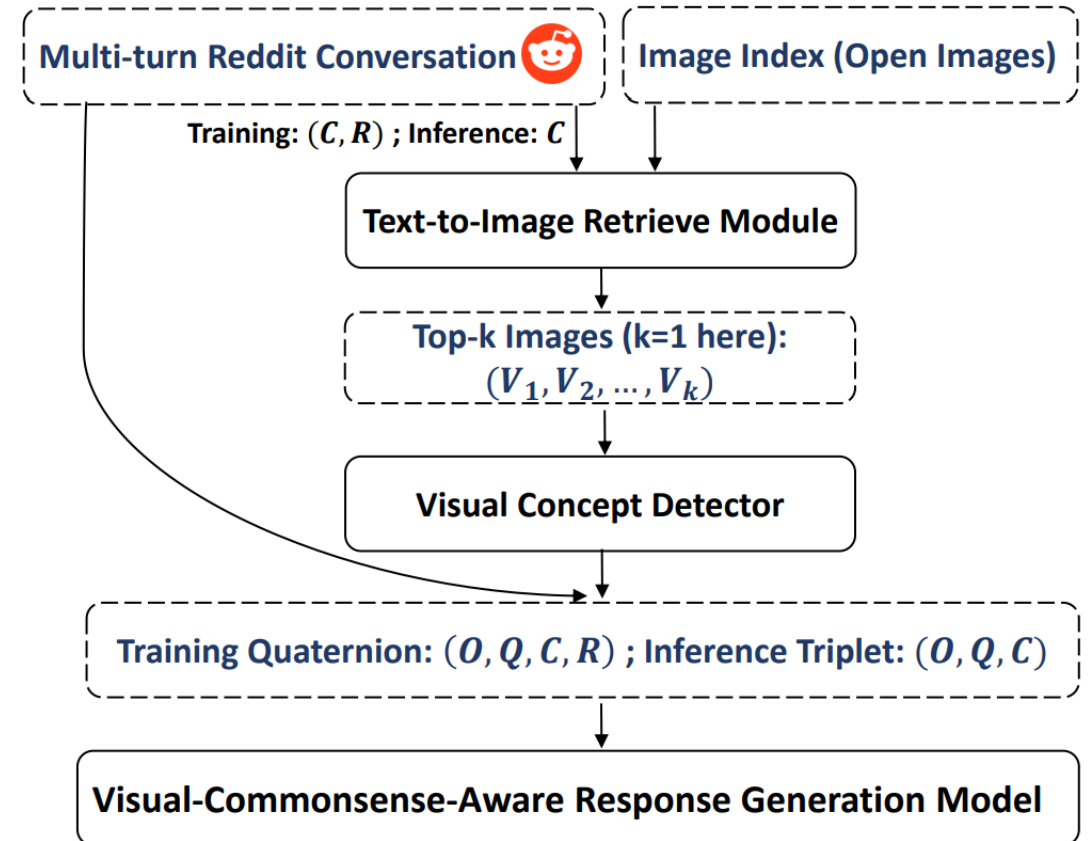 Multi-turn Reddit Conversation
Image Index (Open Images)
Training: (C, R) ; Inference: C
Text-to-Image Retrieve Module
Top-k Images (k=1 here):
(V₁, V₂, ..., Vₖ)
Visual Concept Detector
Training Quaternion: (O, Q, C, R) ; Inference Triplet: (O, Q, C)
Visual-Commonsense-Aware Response Generation Model